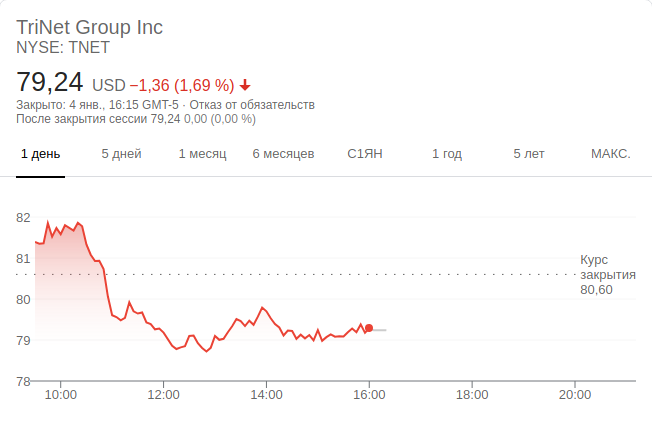 TriNet Group Inc
NYSE: TNET
79,24 USD −1,36 (1,69 %)
Закрыто: 4 янв., 16:15 GMT-5 · Отказ от обязательств
После закрытия сессии 79,24 0,00 (0,00 %)
1 день 5 дней 1 месяц 6 месяцев С1ЯН 1 год 5 лет МАКС.
82
81
Курс
закрытия
80,60
80
79
78
10:00 12:00 14:00 16:00 18:00 20:00